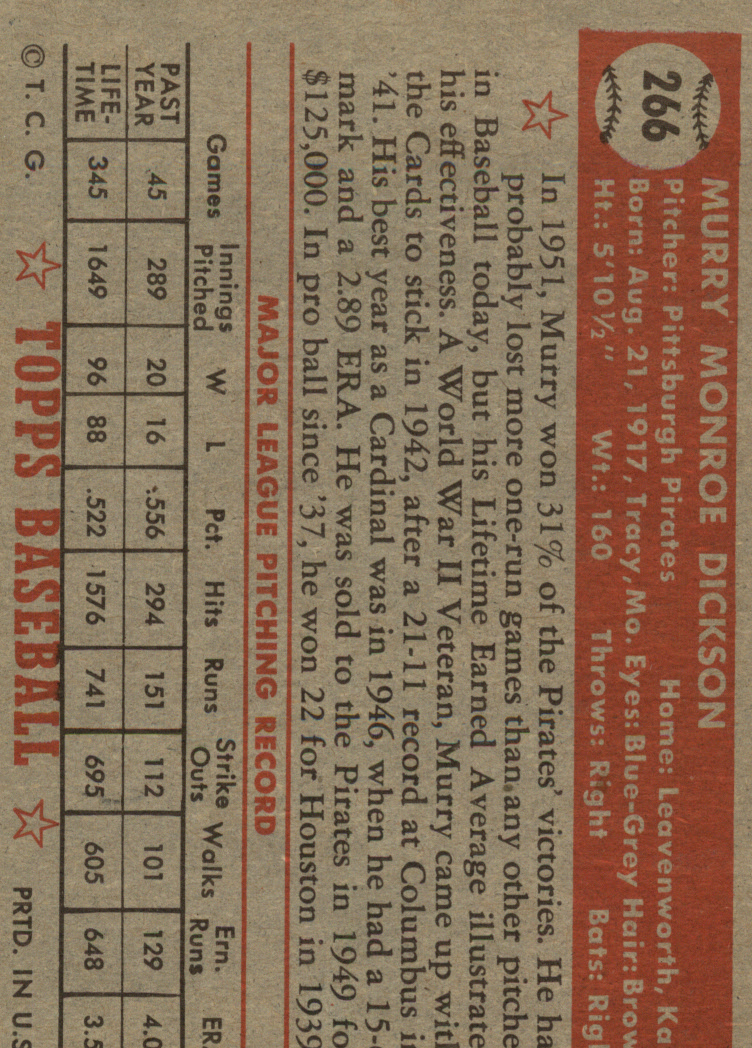 266
MURRY MONROE DICKSON
Pitcher: Pittsburgh Pirates Home: Leavenworth, Ka
Born: Aug. 21, 1917, Tracy, Mo. Eyes: Blue-Grey Hair: Brow
Ht.: 5'10½" Wt.: 160 Throws: Right Bats: Rig
In 1951, Murry won 31% of the Pirates' victories. He ha
probably lost more one-run games than any other pitche
in Baseball today, but his Lifetime Earned Average illustrate
his effectiveness. A World War II Veteran, Murry came up with
the Cards to stick in 1942, after a 21-11 record at Columbus i
'41. His best year as a Cardinal was in 1946, when he had a 15-
mark and a 2.89 ERA. He was sold to the Pirates in 1949 fo
$125,000. In pro ball since '37, he won 22 for Houston in 1939
MAJOR LEAGUE PITCHING RECORD
Games Innings Pitched W L Pct. Hits Runs Strike Outs Walks Ern. Runs ER
PAST YEAR 45 289 20 16 .556 294 151 112 101 129 4.0
LIFE-TIME 345 1649 96 88 .522 1576 741 695 605 648 3.5
© T. C. G. TOPPS BASEBALL PRTD. IN U.S